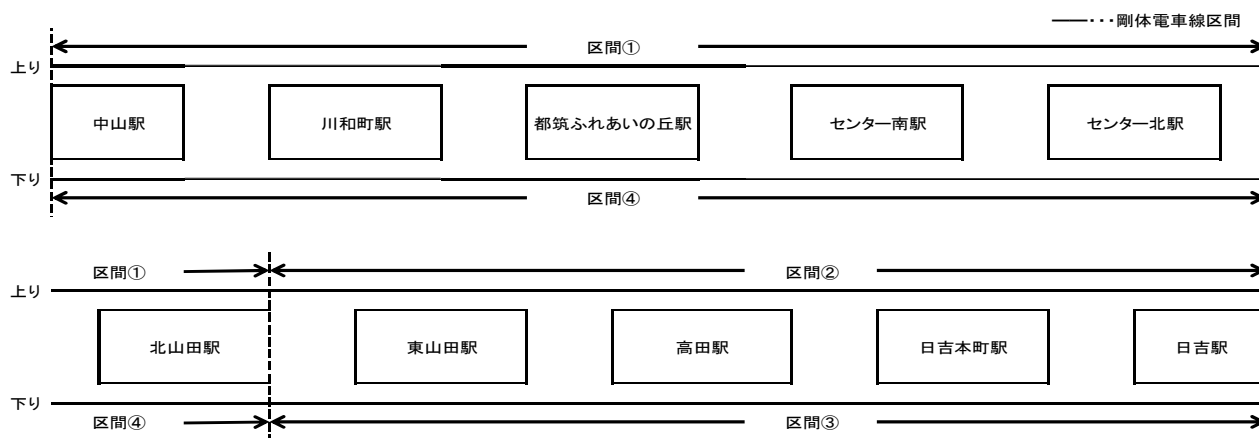 ―――・・・剛体電車線区間
区間①
上り
中山駅 川和町駅 都筑ふれあいの丘駅 センター南駅 センター北駅
下り
区間④
区間① 区間②
上り
北山田駅 東山田駅 高田駅 日吉本町駅 日吉駅
下り
区間④ 区間③